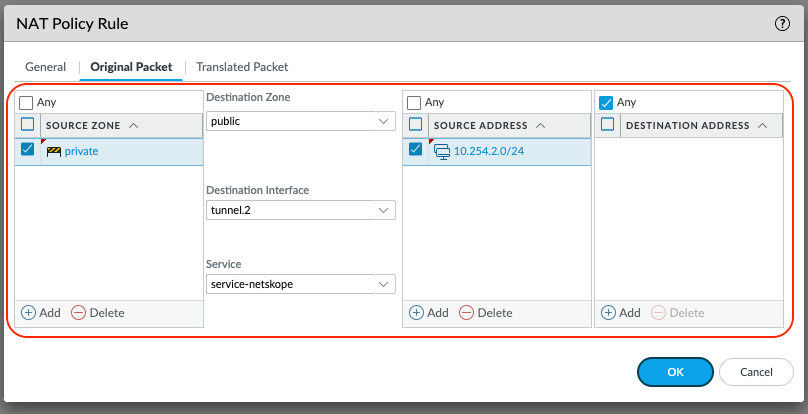 NAT Policy Rule
?
General
Original Packet
Translated Packet
Any
SOURCE ZONE
private
Add
Delete
Destination Zone
public
Destination Interface
tunnel.2
Service
service-netskope
Any
SOURCE ADDRESS
10.254.2.0/24
Add
Delete
Any
DESTINATION ADDRESS
Add
Delete
OK
Cancel